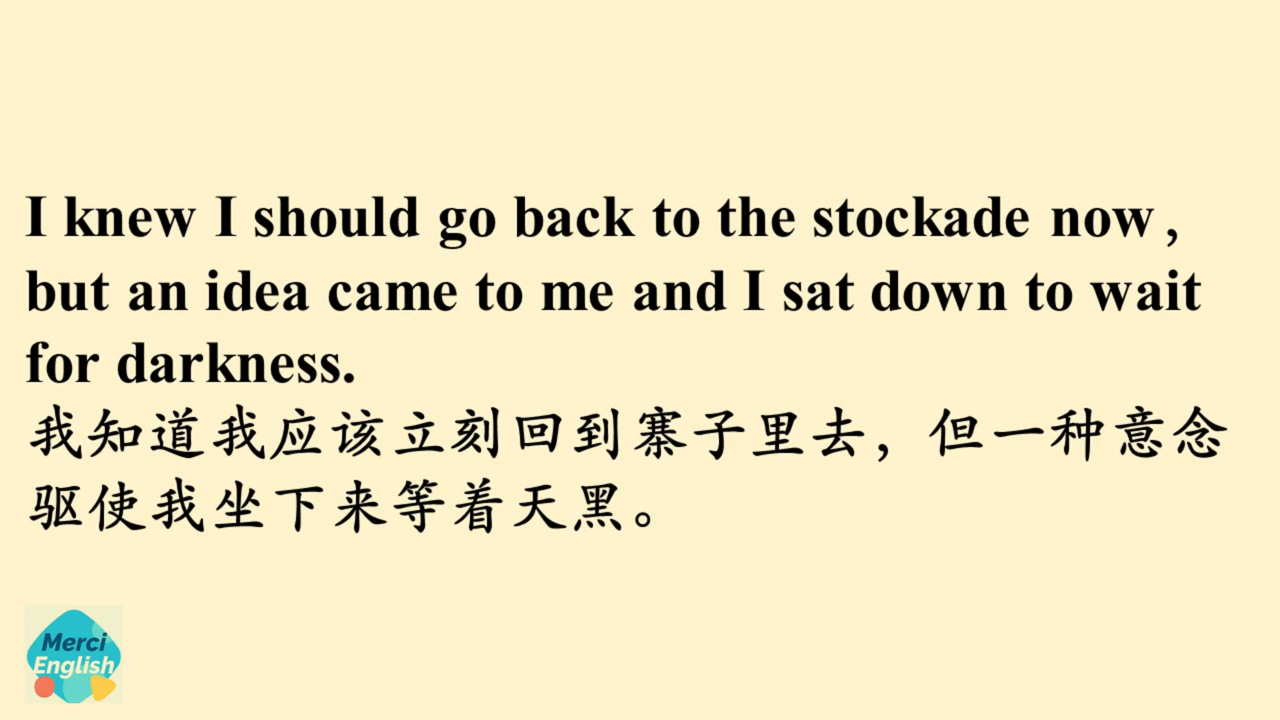 I knew I should go back to the stockade now,
but an idea came to me and I sat down to wait
for darkness.
我知道我应该立刻回到寨子里去，但一种意念
驱使我坐下来等着天黑。
Merci
English